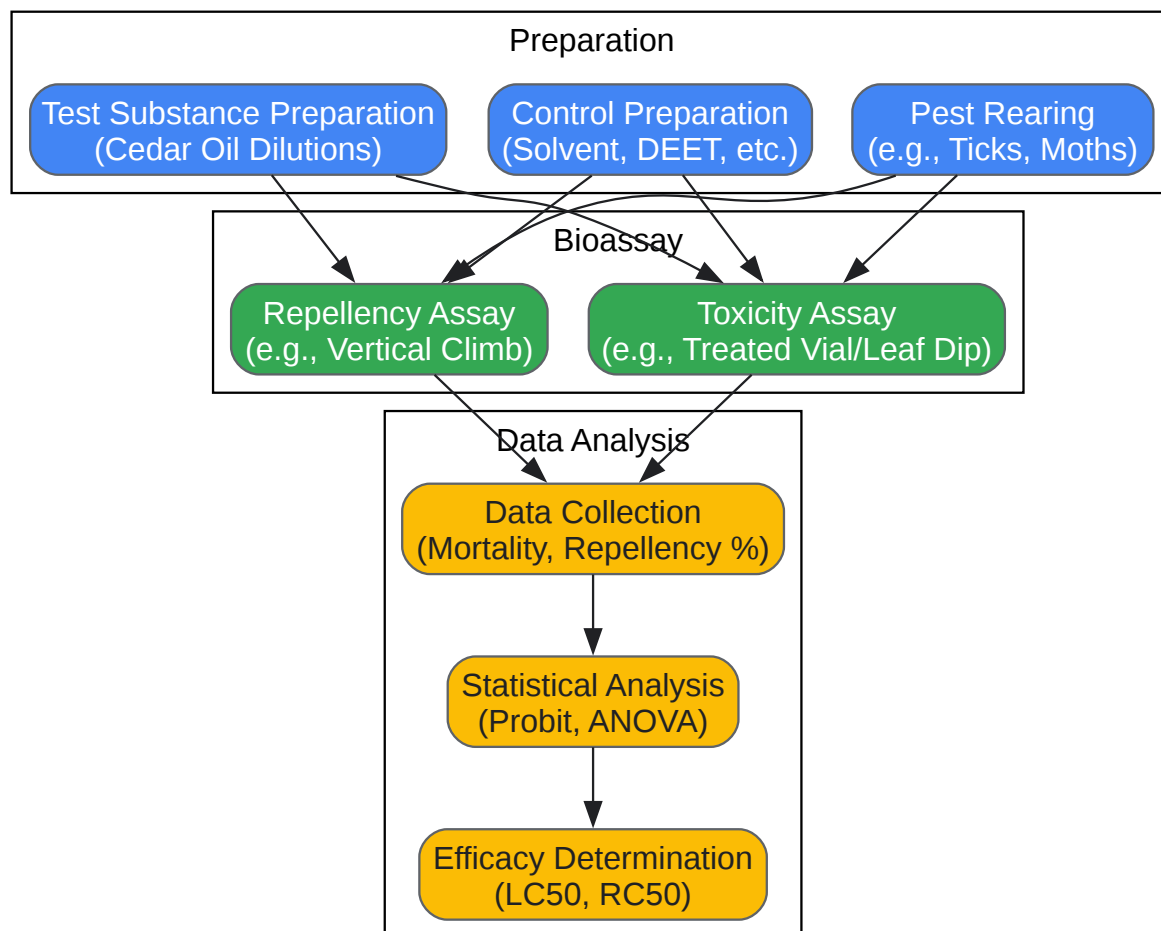 Preparation
Test Substance Preparation
(Cedar Oil Dilutions)
Control Preparation
(Solvent, DEET, etc.)
Pest Rearing
(e.g., Ticks, Moths)
Bioassay
Repellency Assay
(e.g., Vertical Climb)
Toxicity Assay
(e.g., Treated Vial/Leaf Dip)
Data Analysis
Data Collection
(Mortality, Repellency %)
Statistical Analysis
(Probit, ANOVA)
Efficacy Determination
(LC50, RC50)